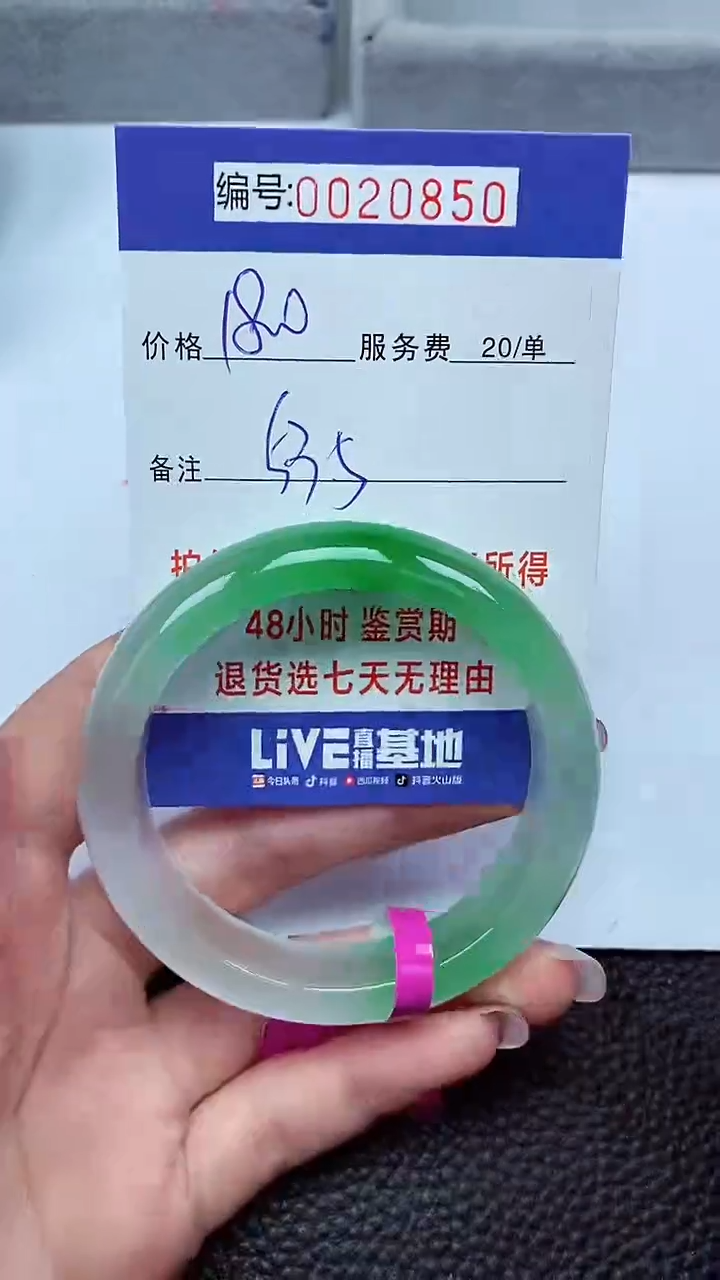 编号:0020850
价格 180 服务费 20/单
备注
拍 所得
48小时 鉴赏期
退货选七天无理由
LiVE直播基地
今日头条 抖音 西瓜视频 抖音火山版